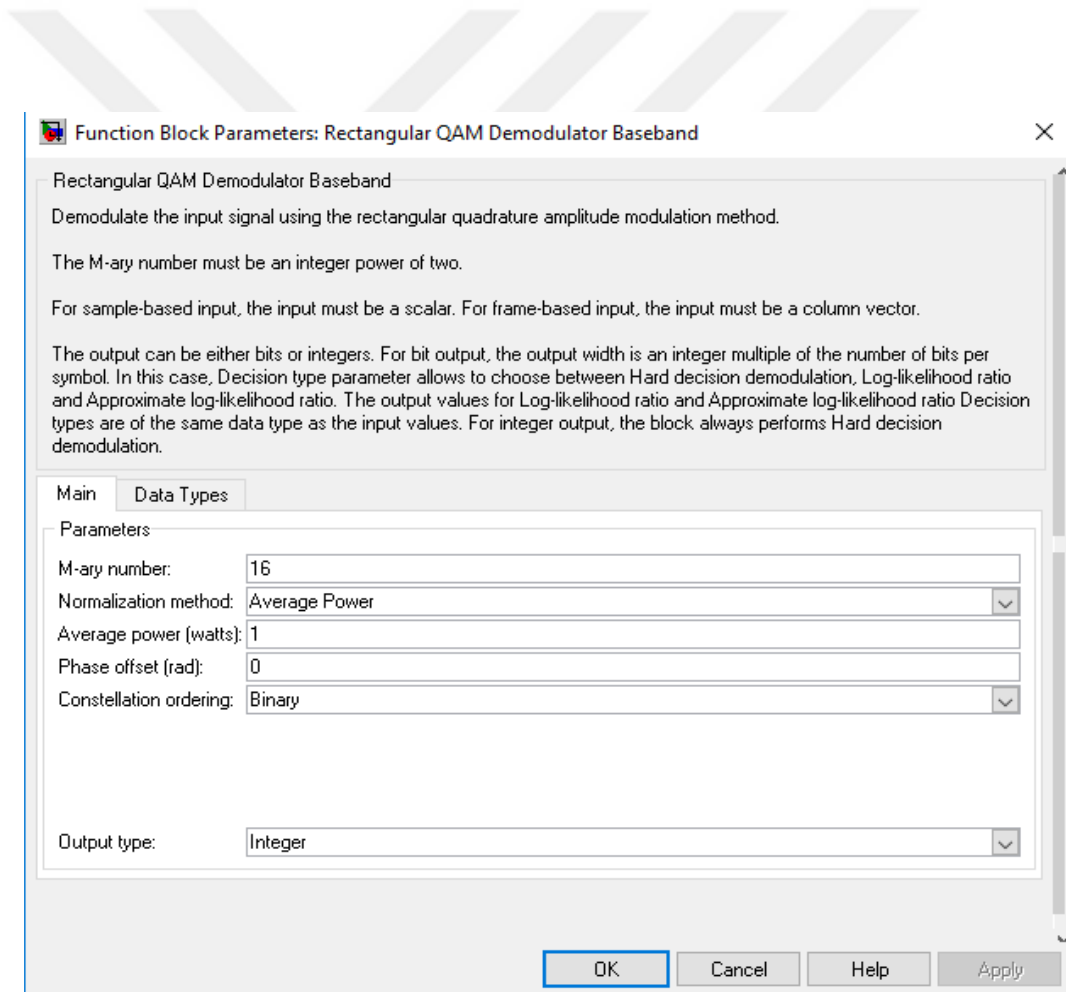 Function Block Parameters: Rectangular QAM Demodulator Baseband
Rectangular QAM Demodulator Baseband
Demodulate the input signal using the rectangular quadrature amplitude modulation method.
The M-ary number must be an integer power of two.
For sample-based input, the input must be a scalar. For frame-based input, the input must be a column vector.
The output can be either bits or integers. For bit output, the output width is an integer multiple of the number of bits per
symbol. In this case, Decision type parameter allows to choose between Hard decision demodulation, Log-likelihood ratio
and Approximate log-likelihood ratio. The output values for Log-likelihood ratio and Approximate log-likelihood ratio Decision
types are of the same data type as the input values. For integer output, the block always performs Hard decision
demodulation.
Main Data Types
Parameters
M-ary number: 16
Normalization method: Average Power
Average power (watts): 1
Phase offset (rad): 0
Constellation ordering: Binary
Output type: Integer
OK Cancel Help Apply